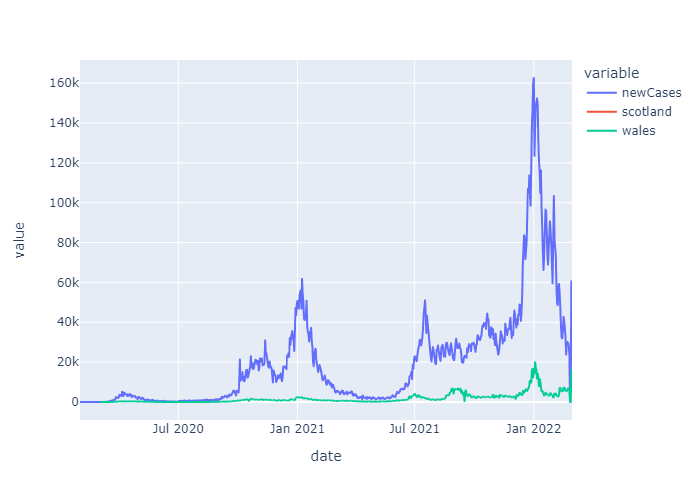 variable
newCases
scotland
wales
160k
140k
120k
100k
80k
60k
40k
20k
0
value
Jul 2020
Jan 2021
Jul 2021
Jan 2022
date